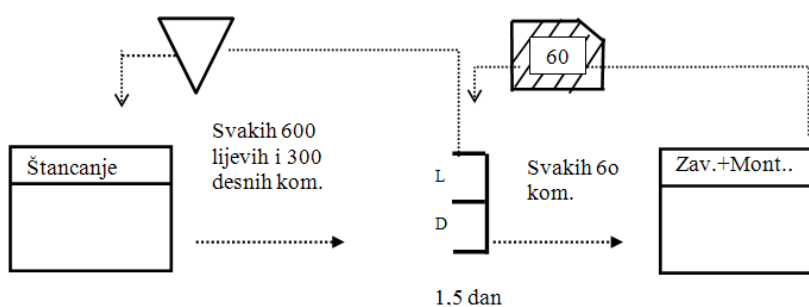 60
Štancanje
Svakih 600
lijevih i 300
desnih kom.
L
D
Svakih 6o
kom.
Zav.+Mont..
1,5 dan